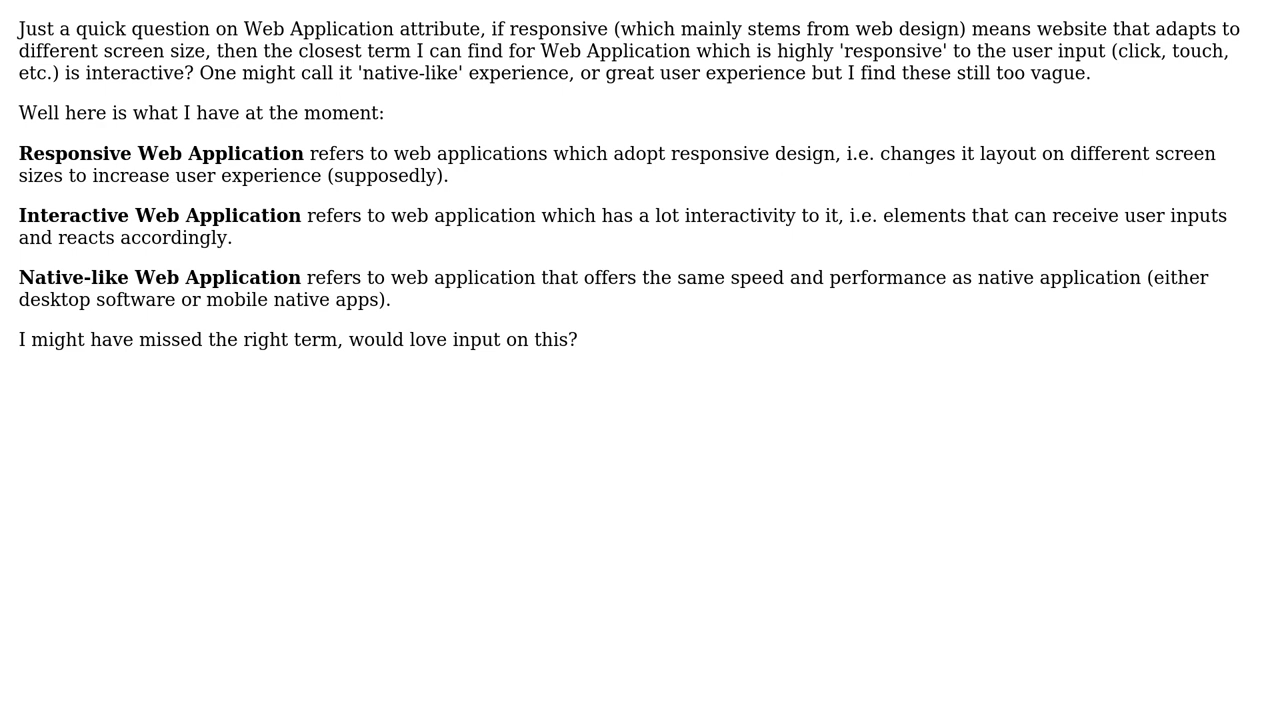 Just a quick question on Web Application attribute, if responsive (which mainly stems from web design) means website that adapts to
different screen size, then the closest term I can find for Web Application which is highly 'responsive' to the user input (click, touch,
etc.) is interactive? One might call it 'native-like' experience, or great user experience but I find these still too vague.
Well here is what I have at the moment:
Responsive Web Application refers to web applications which adopt responsive design, i.e. changes it layout on different screen
sizes to increase user experience (supposedly).
Interactive Web Application refers to web application which has a lot interactivity to it, i.e. elements that can receive user inputs
and reacts accordingly.
Native-like Web Application refers to web application that offers the same speed and performance as native application (either
desktop software or mobile native apps).
I might have missed the right term, would love input on this?